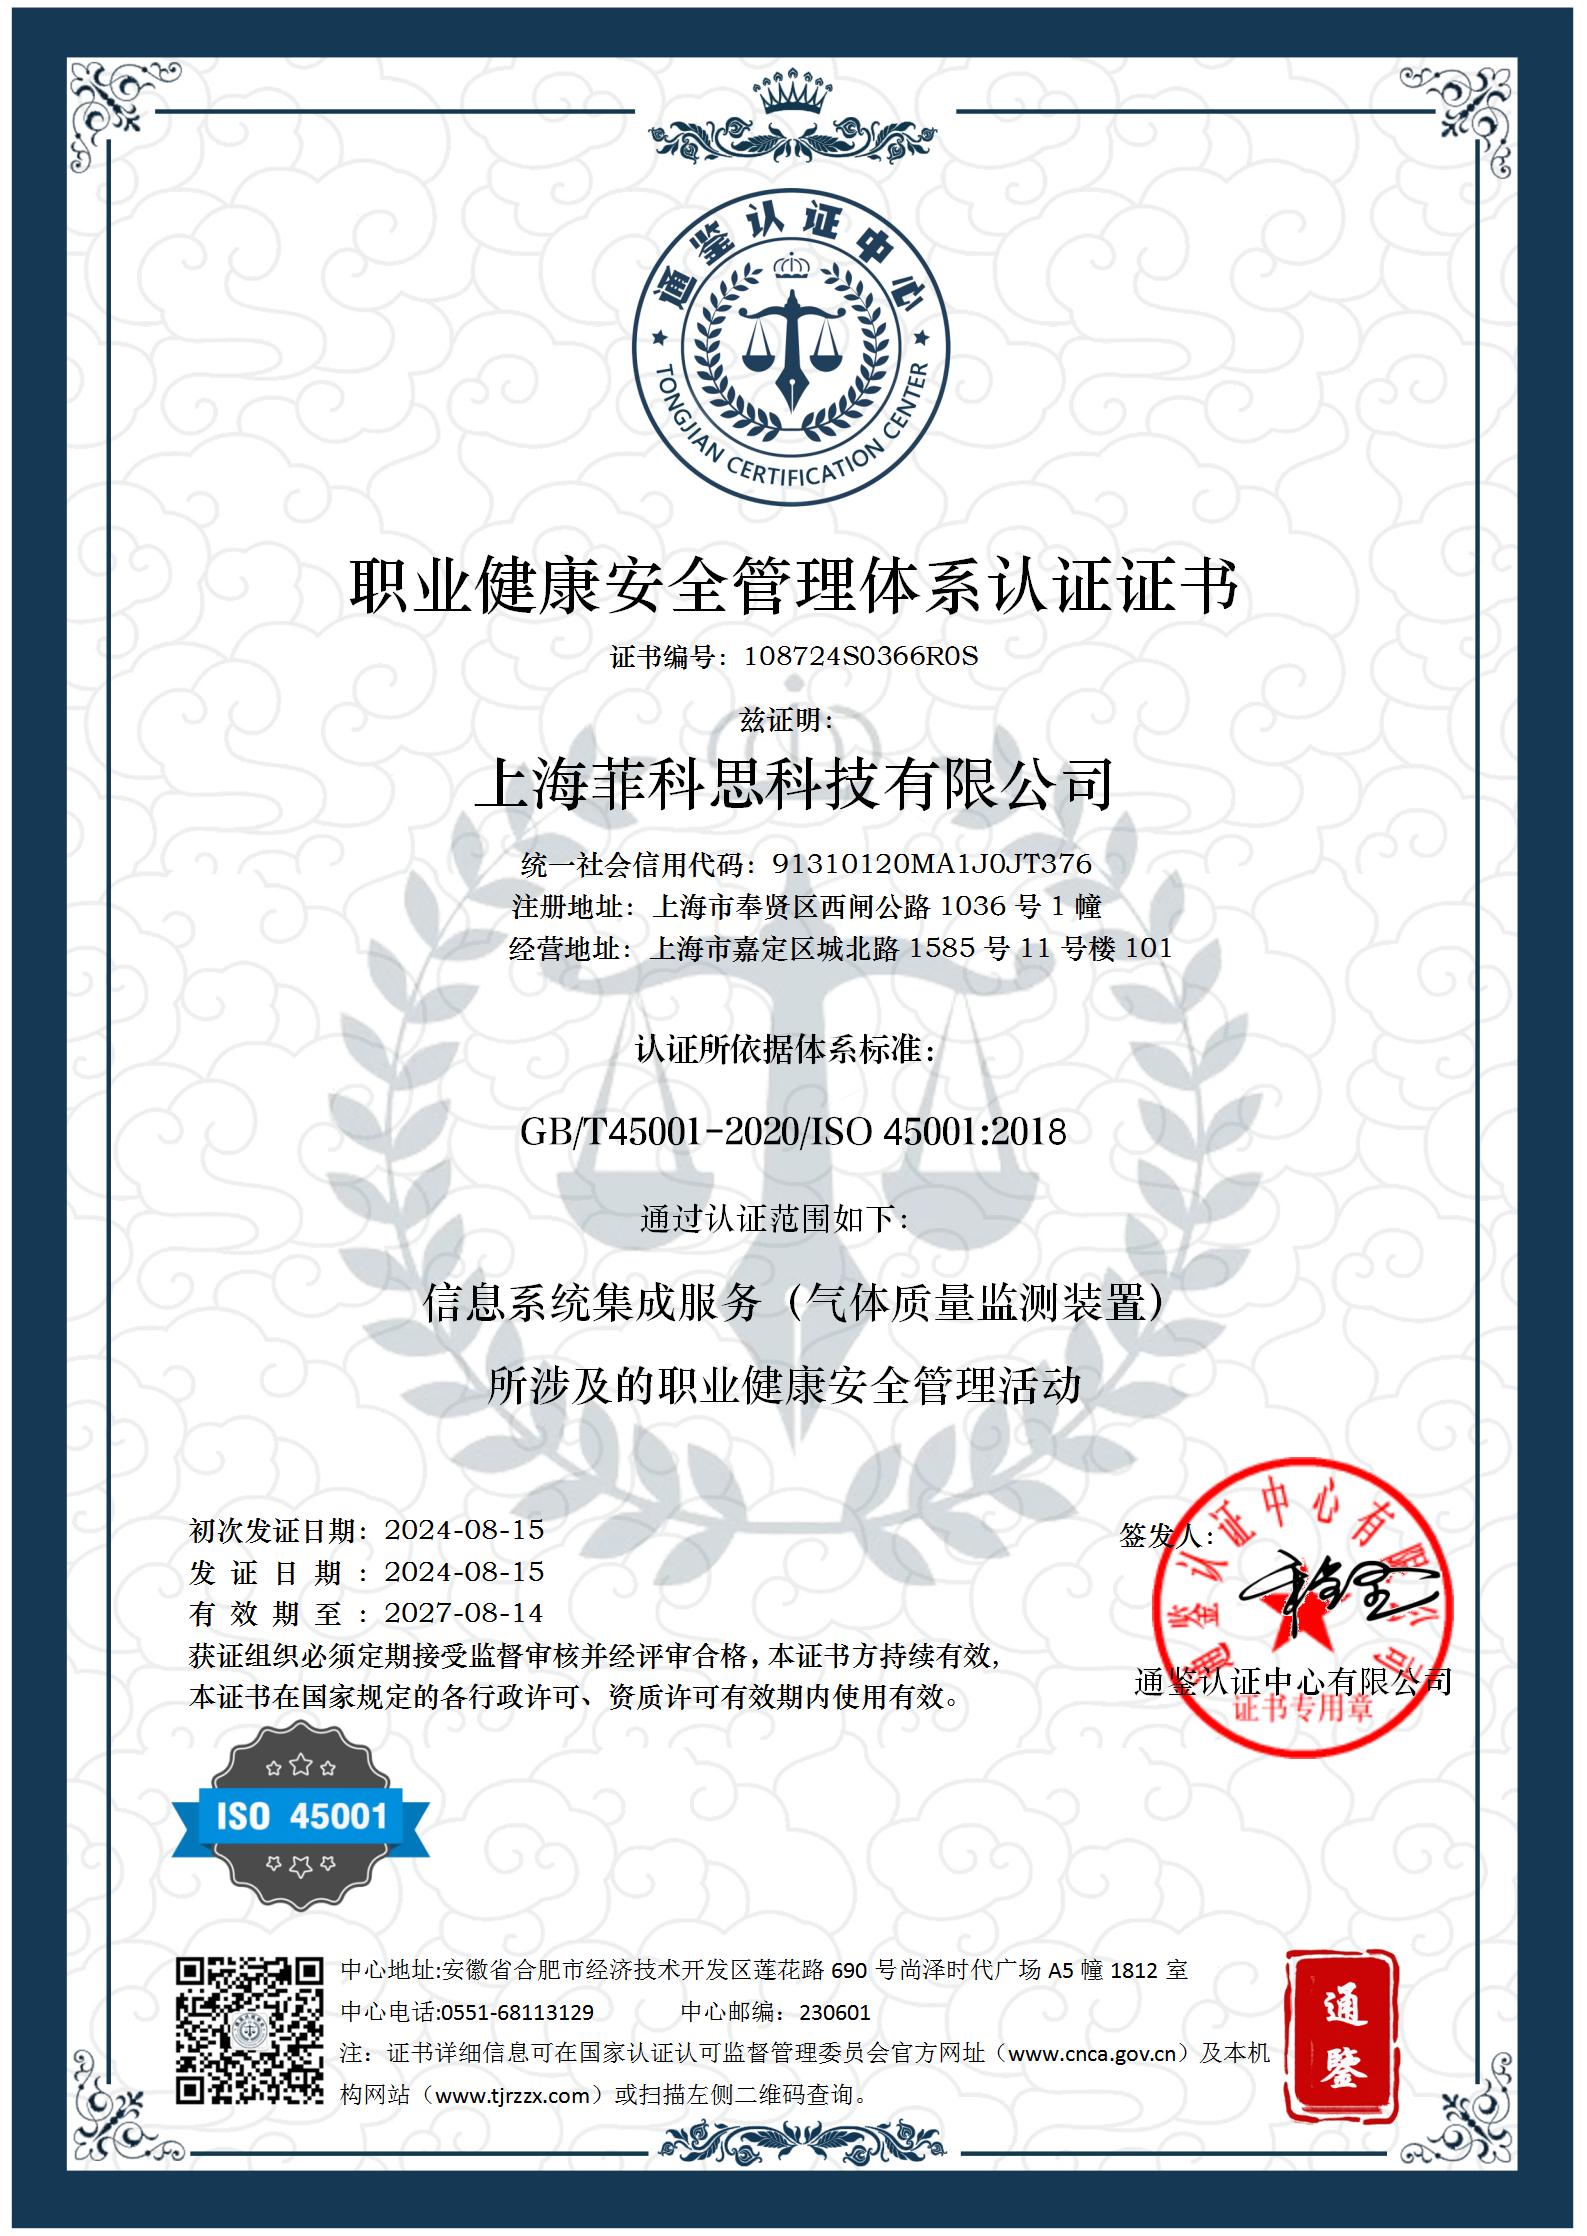 通鉴认证中心
TONGJIAN CERTIFICATION CENTER
职业健康安全管理体系认证证书
证书编号：108724S0366R0S
兹证明：
上海菲科思科技有限公司
统一社会信用代码：91310120MA1J0JT376
注册地址：上海市奉贤区西闸公路 1036 号 1 幢
经营地址：上海市嘉定区城北路 1585 号 11 号楼 101
认证所依据体系标准：
GB/T45001-2020/ISO 45001:2018
通过认证范围如下：
信息系统集成服务（气体质量监测装置）
所涉及的职业健康安全管理活动
初次发证日期：2024-08-15
发 证 日 期 ：2024-08-15
有 效 期 至 ：2027-08-14
获证组织必须定期接受监督审核并经评审合格，本证书方持续有效，
本证书在国家规定的各行政许可、资质许可有效期内使用有效。
签发人：
通鉴认证中心有限公司
通鉴认证中心有限公司
证书专用章
ISO 45001
中心地址:安徽省合肥市经济技术开发区莲花路 690 号尚泽时代广场 A5 幢 1812 室
中心电话:0551-68113129 中心邮编：230601
注：证书详细信息可在国家认证认可监督管理委员会官方网址（www.cnca.gov.cn）及本机
构网站（www.tjrzzx.com）或扫描左侧二维码查询。
通鉴